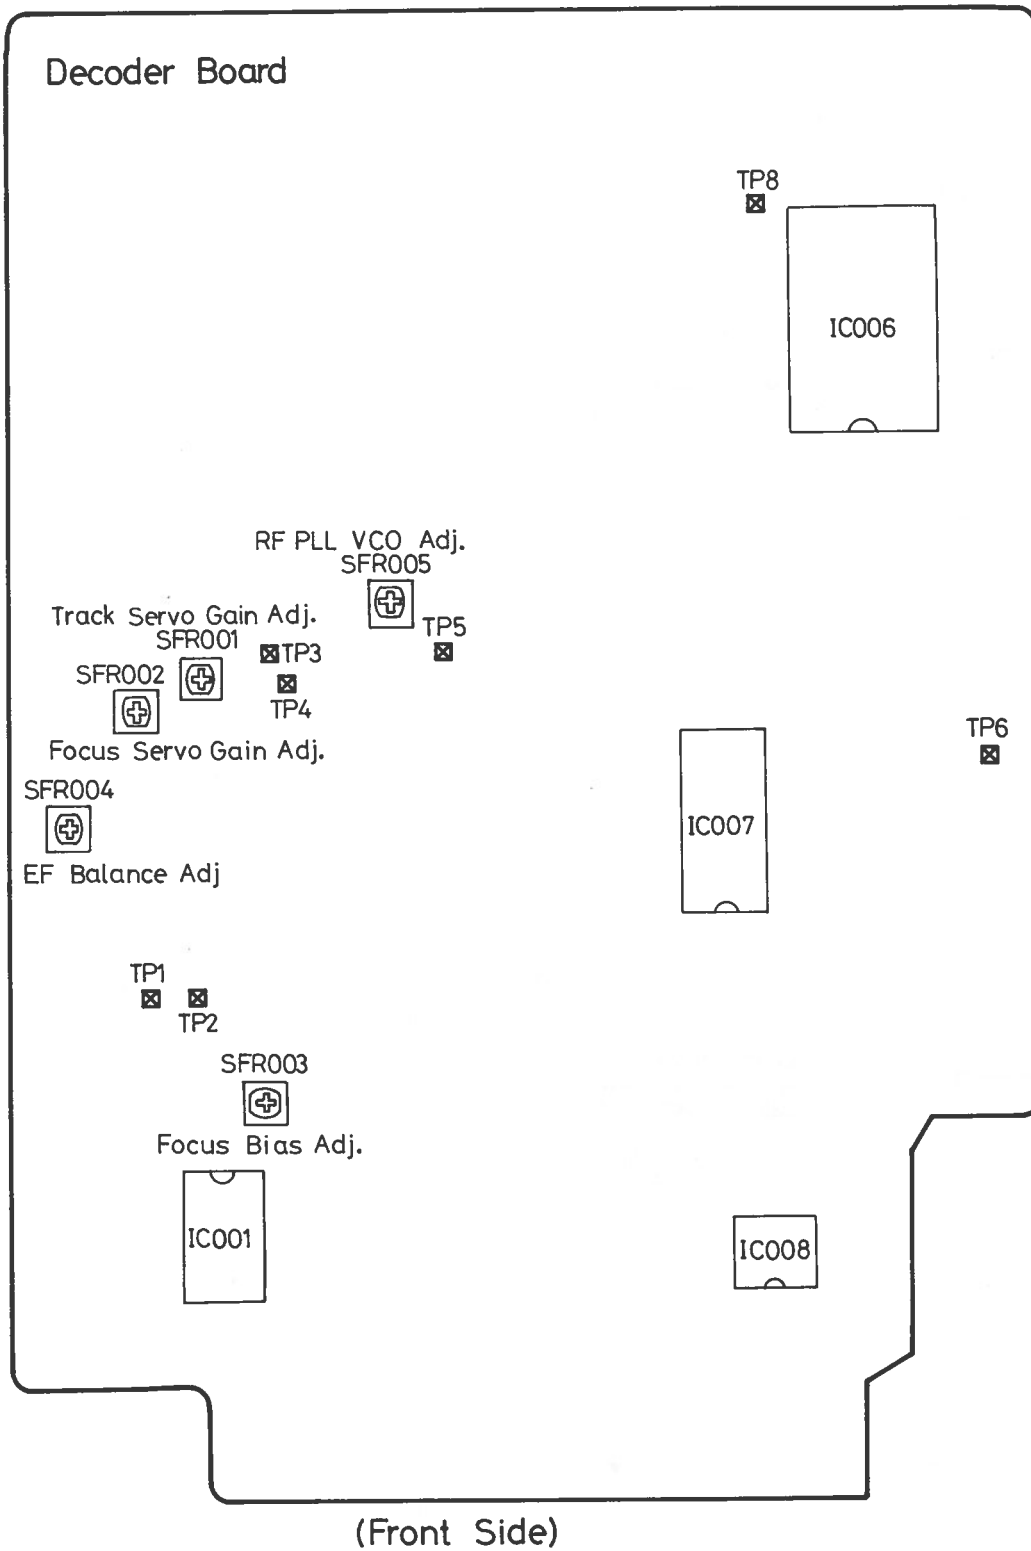 Decoder Board
TP8
IC006
RF PLL VCO Adj.
SFR005
Track Servo Gain Adj.
SFR001
TP3
TP5
SFR002
TP4
Focus Servo Gain Adj.
TP6
SFR004
IC007
EF Balance Adj
TP1
TP2
SFR003
Focus Bias Adj.
IC001
IC008
(Front Side)